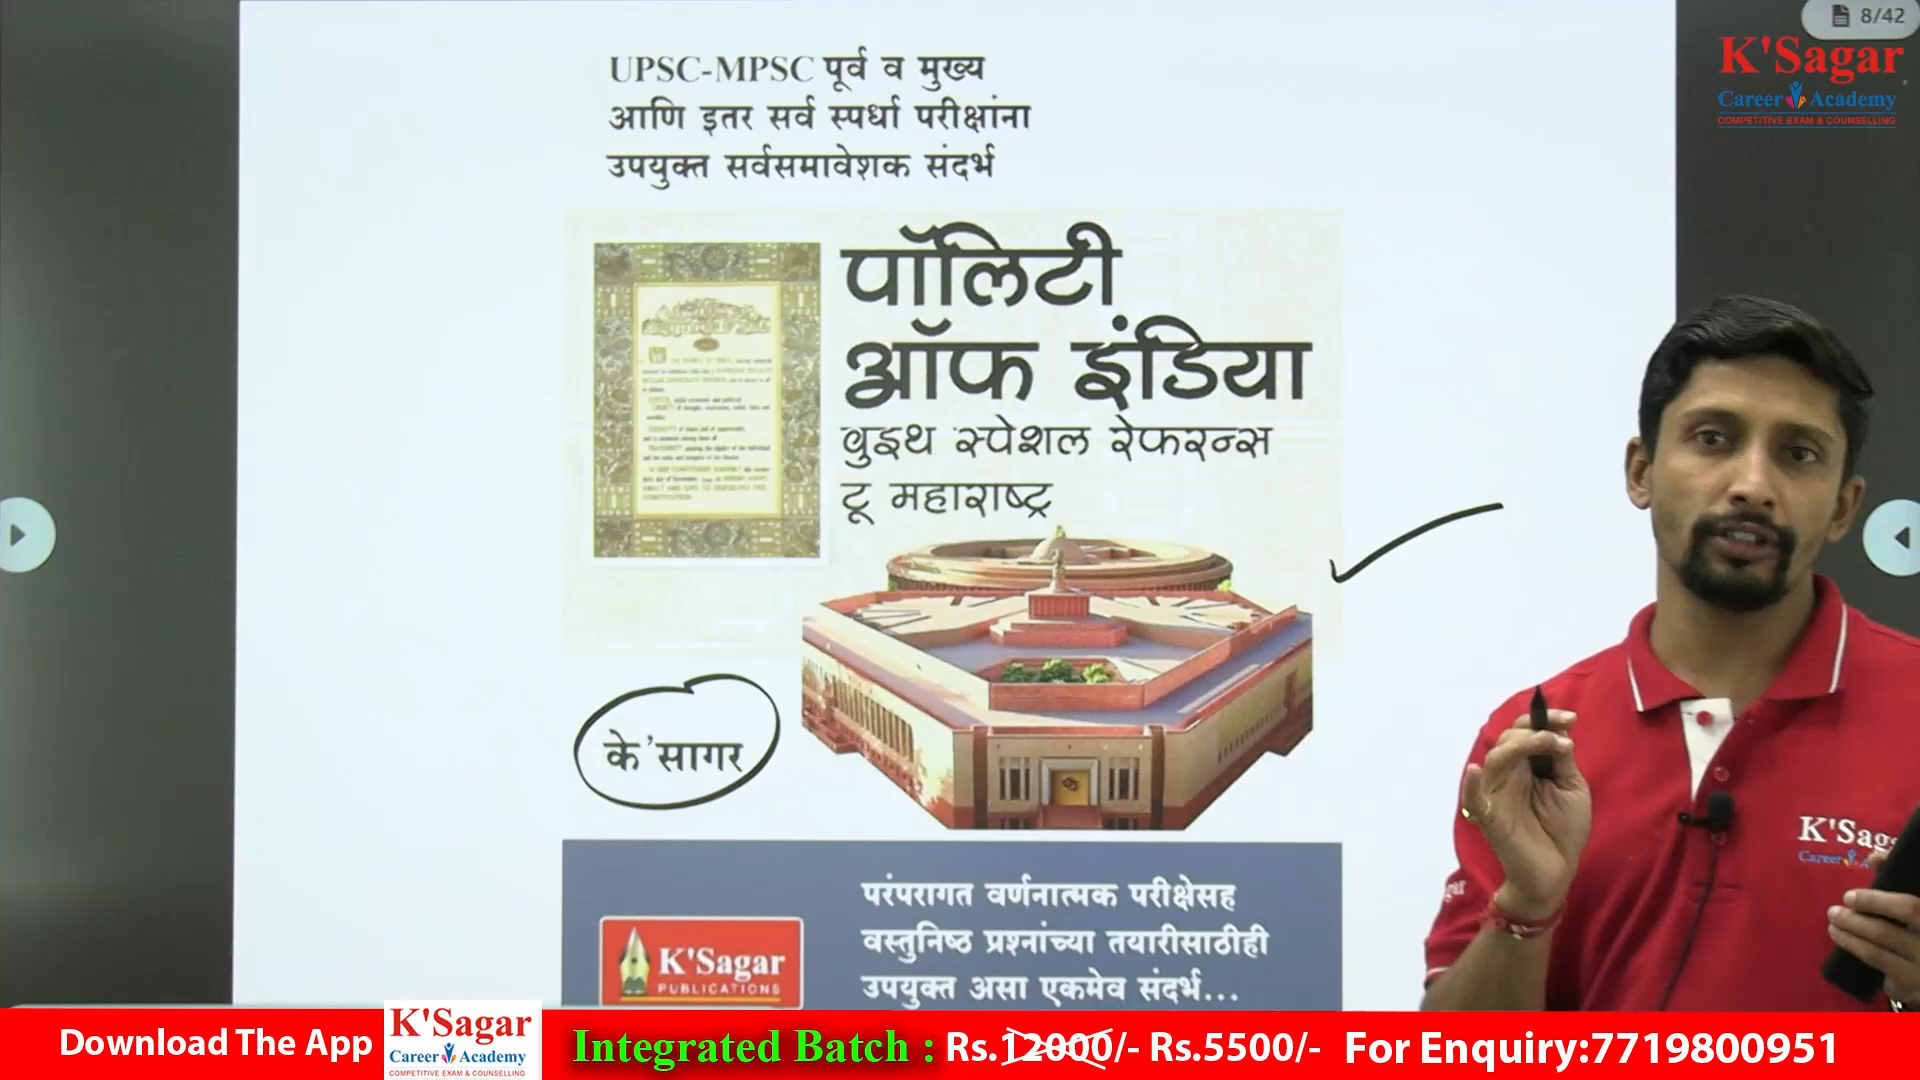 8/42
K'Sagar
Career Academy
COMPETITIVE EXAM & COUNSELLING
UPSC-MPSC पूर्व व मुख्य
आणि इतर सर्व स्पर्धा परीक्षांना
उपयुक्त सर्वसमावेशक संदर्भ
पॉलिटी
ऑफ इंडिया
वुइथ स्पेशल रेफरन्स
टू महाराष्ट्र
के'सागर
K'Sagar
PUBLICATIONS
परंपरागत वर्णनात्मक परीक्षेसह
वस्तुनिष्ठ प्रश्नांच्या तयारीसाठीही
उपयुक्त असा एकमेव संदर्भ...
K'Sag
Career
Download The App
K'Sagar
Career Academy
COMPETITIVE EXAM & COUNSELLING
Integrated Batch : Rs.12000/- Rs.5500/- For Enquiry:7719800951